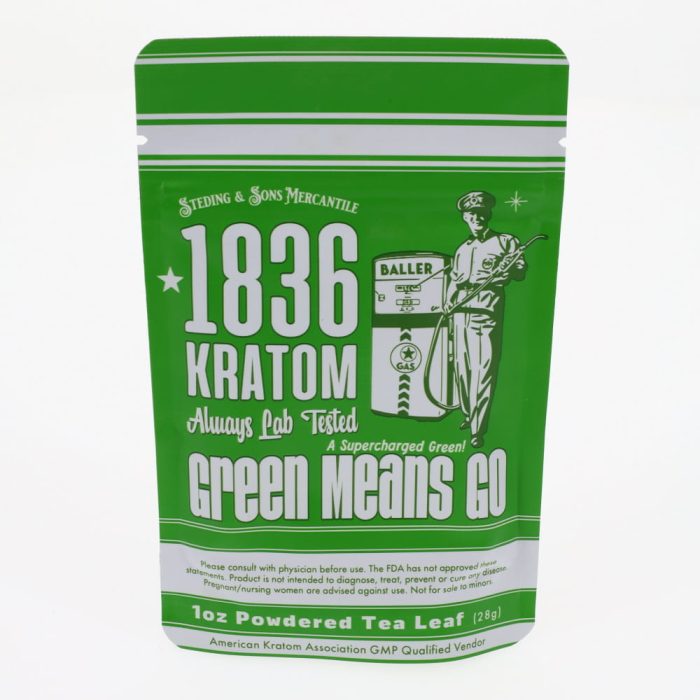 Steding & Sons Mercantile
1836
KRATOM
Always Lab Tested
BALLER
GAS
A Supercharged Green!
Green Means GO
Please consult with physician before use. The FDA has not approved these
statements. Product is not intended to diagnose, treat, prevent or cure any disease.
Pregnant/nursing women are advised against use. Not for sale to minors.
1oz Powdered Tea Leaf (28g)
American Kratom Association GMP Qualified Vendor